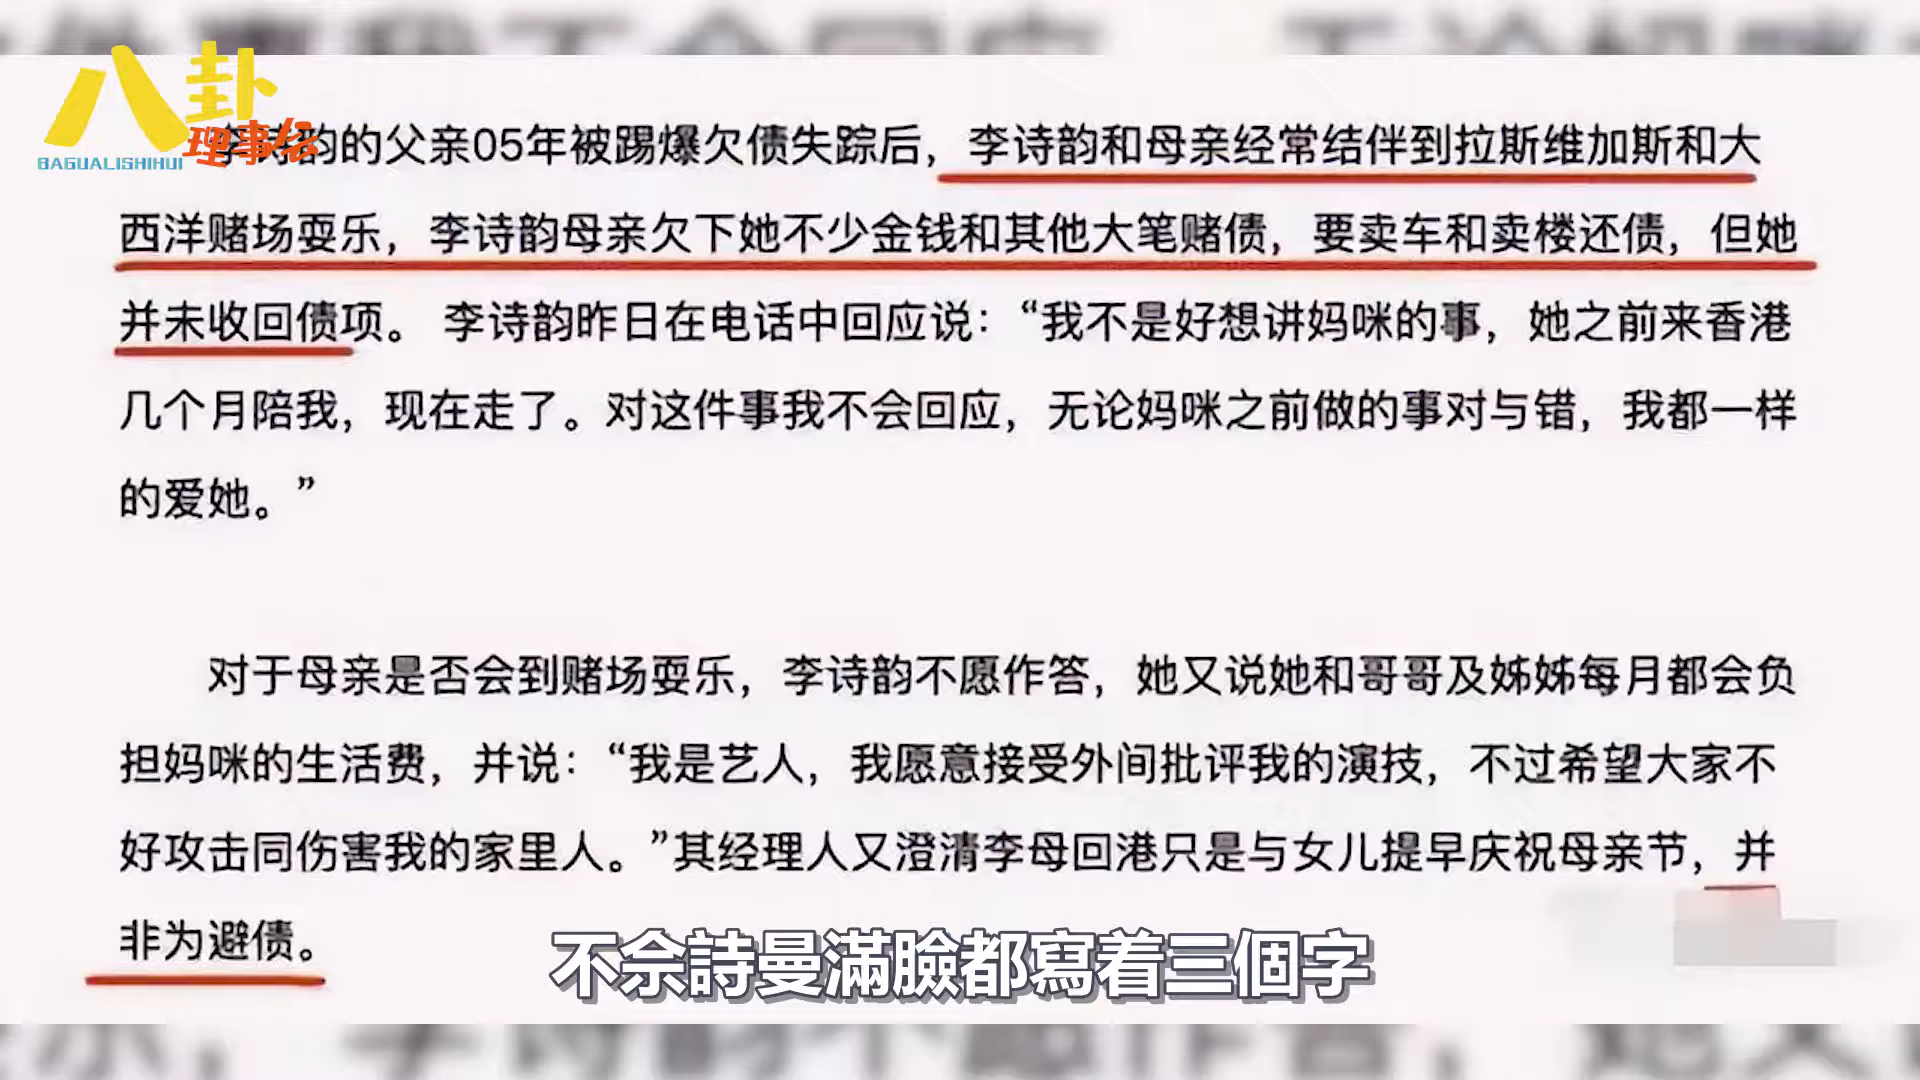 八卦
理事会
BAGUALISHIHUI
李诗韵的父亲05年被踢爆欠债失踪后，李诗韵和母亲经常结伴到拉斯维加斯和大
西洋赌场耍乐，李诗韵母亲欠下她不少金钱和其他大笔赌债，要卖车和卖楼还债，但她
并未收回债项。 李诗韵昨日在电话中回应说：“我不是好想讲妈咪的事，她之前来香港
几个月陪我，现在走了。对这件事我不会回应，无论妈咪之前做的事对与错，我都一样
的爱她。”
对于母亲是否会到赌场耍乐，李诗韵不愿作答，她又说她和哥哥及姊姊每月都会负
担妈咪的生活费，并说：“我是艺人，我愿意接受外间批评我的演技，不过希望大家不
好攻击同伤害我的家里人。”其经理人又澄清李母回港只是与女儿提早庆祝母亲节，并
非为避债。
不佘詩曼滿臉都寫着三個字